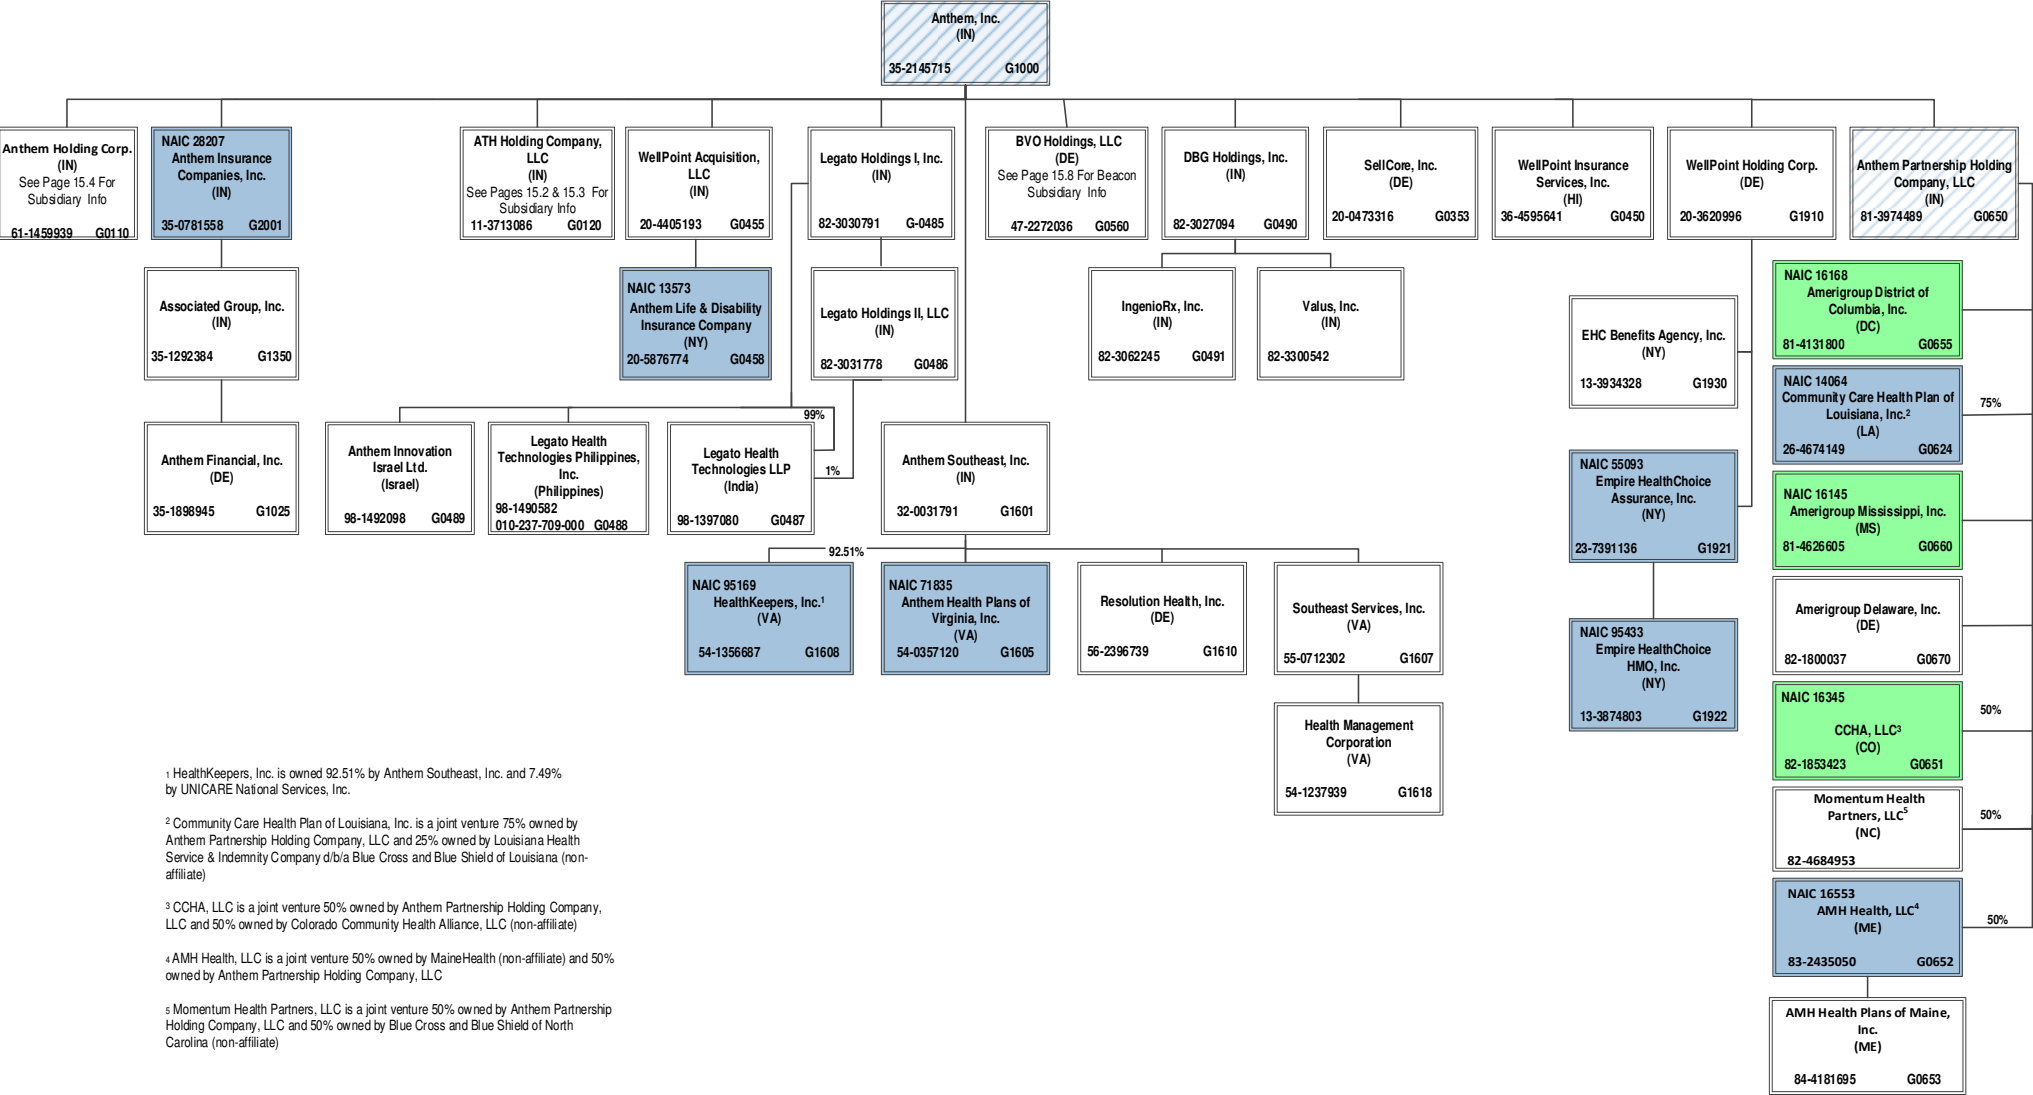 Anthem, Inc.
(IN)
35-2145715 G1000
Anthem Holding Corp.
(IN)
See Page 15.4 For
Subsidiary Info
61-1459939 G0110
NAIC 28207
Anthem Insurance
Companies, Inc.
(IN)
35-0781558 G2001
ATH Holding Company,
LLC
(IN)
See Pages 15.2 & 15.3 For
Subsidiary Info
11-3713086 G0120
WellPoint Acquisition,
LLC
(IN)
20-4405193 G0455
Legato Holdings I, Inc.
(IN)
82-3030791 G-0485
BVO Holdings, LLC
(DE)
See Page 15.8 For Beacon
Subsidiary Info
47-2272036 G0560
DBG Holdings, Inc.
(IN)
82-3027094 G0490
SellCore, Inc.
(DE)
20-0473316 G0353
WellPoint Insurance
Services, Inc.
(HI)
36-4595641 G0450
WellPoint Holding Corp.
(DE)
20-3620996 G1910
Anthem Partnership Holding
Company, LLC
(IN)
81-3974489 G0650
Associated Group, Inc.
(IN)
35-1292384 G1350
NAIC 13573
Anthem Life & Disability
Insurance Company
(NY)
20-5876774 G0458
Legato Holdings II, LLC
(IN)
82-3031778 G0486
IngenioRx, Inc.
(IN)
82-3062245 G0491
Valus, Inc.
(IN)
82-3300542
EHC Benefits Agency, Inc.
(NY)
13-3934328 G1930
NAIC 16168
Amerigroup District of
Columbia, Inc.
(DC)
81-4131800 G0655
NAIC 14064
Community Care Health Plan of
Louisiana, Inc.2
(LA)
26-4674149 G0624
75%
99%
1%
Anthem Financial, Inc.
(DE)
35-1898945 G1025
Anthem Innovation
Israel Ltd.
(Israel)
98-1492098 G0489
Legato Health
Technologies Philippines,
Inc.
(Philippines)
98-1490582
010-237-709-000 G0488
Legato Health
Technologies LLP
(India)
98-1397080 G0487
Anthem Southeast, Inc.
(IN)
32-0031791 G1601
NAIC 55093
Empire HealthChoice
Assurance, Inc.
(NY)
23-7391136 G1921
NAIC 16145
Amerigroup Mississippi, Inc.
(MS)
81-4626605 G0660
92.51%
NAIC 95169
HealthKeepers, Inc.1
(VA)
54-1356687 G1608
NAIC 71835
Anthem Health Plans of
Virginia, Inc.
(VA)
54-0357120 G1605
Resolution Health, Inc.
(DE)
56-2396739 G1610
Southeast Services, Inc.
(VA)
55-0712302 G1607
NAIC 95433
Empire HealthChoice
HMO, Inc.
(NY)
13-3874803 G1922
Amerigroup Delaware, Inc.
(DE)
82-1800037 G0670
NAIC 16345
CCHA, LLC3
(CO)
82-1853423 G0651
50%
Health Management
Corporation
(VA)
54-1237939 G1618
Momentum Health
Partners, LLC5
(NC)
82-4684953
50%
NAIC 16553
AMH Health, LLC4
(ME)
83-2435050 G0652
50%
AMH Health Plans of Maine,
Inc.
(ME)
84-4181695 G0653
1 HealthKeepers, Inc. is owned 92.51% by Anthem Southeast, Inc. and 7.49%
by UNICARE National Services, Inc.
2 Community Care Health Plan of Louisiana, Inc. is a joint venture 75% owned by
Anthem Partnership Holding Company, LLC and 25% owned by Louisiana Health
Service & Indemnity Company d/b/a Blue Cross and Blue Shield of Louisiana (non-
affiliate)
3 CCHA, LLC is a joint venture 50% owned by Anthem Partnership Holding Company,
LLC and 50% owned by Colorado Community Health Alliance, LLC (non-affiliate)
4 AMH Health, LLC is a joint venture 50% owned by MaineHealth (non-affiliate) and 50%
owned by Anthem Partnership Holding Company, LLC
5 Momentum Health Partners, LLC is a joint venture 50% owned by Anthem Partnership
Holding Company, LLC and 50% owned by Blue Cross and Blue Shield of North
Carolina (non-affiliate)